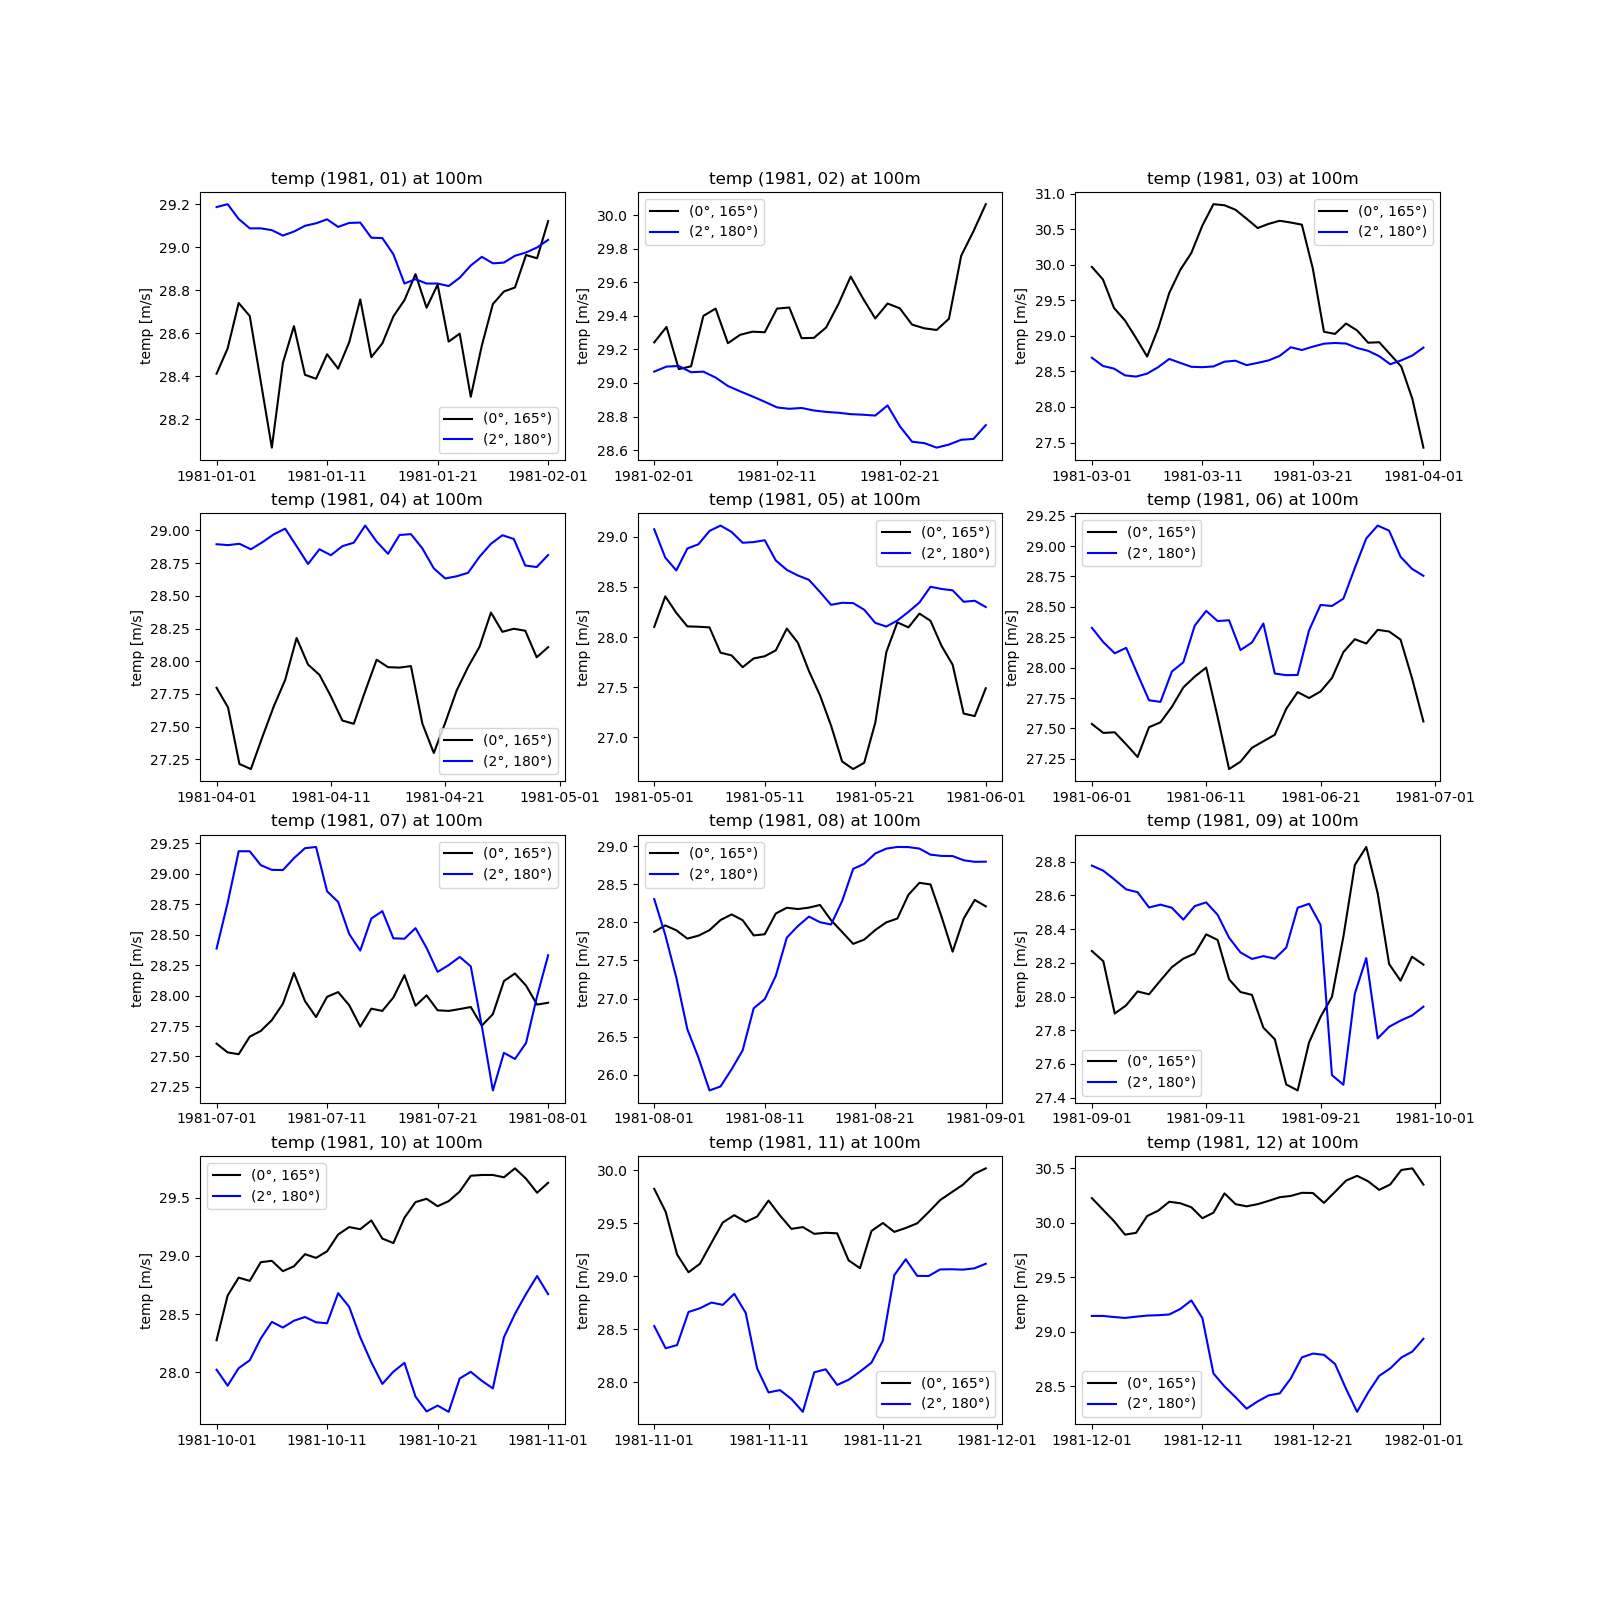 temp (1981, 01) at 100m
temp [m/s]
29.2
29.0
28.8
28.6
28.4
28.2
(0°, 165°)
(2°, 180°)
1981-01-01 1981-01-11 1981-01-21 1981-02-01
temp (1981, 02) at 100m
temp [m/s]
30.0
29.8
29.6
29.4
29.2
29.0
28.8
28.6
(0°, 165°)
(2°, 180°)
1981-02-01 1981-02-11 1981-02-21
temp (1981, 03) at 100m
temp [m/s]
31.0
30.5
30.0
29.5
29.0
28.5
28.0
27.5
(0°, 165°)
(2°, 180°)
1981-03-01 1981-03-11 1981-03-21 1981-04-01
temp (1981, 04) at 100m
temp [m/s]
29.00
28.75
28.50
28.25
28.00
27.75
27.50
27.25
(0°, 165°)
(2°, 180°)
1981-04-01 1981-04-11 1981-04-21 1981-05-01
temp (1981, 05) at 100m
temp [m/s]
29.0
28.5
28.0
27.5
27.0
(0°, 165°)
(2°, 180°)
1981-05-01 1981-05-11 1981-05-21 1981-06-01
temp (1981, 06) at 100m
temp [m/s]
29.25
29.00
28.75
28.50
28.25
28.00
27.75
27.50
27.25
(0°, 165°)
(2°, 180°)
1981-06-01 1981-06-11 1981-06-21 1981-07-01
temp (1981, 07) at 100m
temp [m/s]
29.25
29.00
28.75
28.50
28.25
28.00
27.75
27.50
27.25
(0°, 165°)
(2°, 180°)
1981-07-01 1981-07-11 1981-07-21 1981-08-01
temp (1981, 08) at 100m
temp [m/s]
29.0
28.5
28.0
27.5
27.0
26.5
26.0
(0°, 165°)
(2°, 180°)
1981-08-01 1981-08-11 1981-08-21 1981-09-01
temp (1981, 09) at 100m
temp [m/s]
28.8
28.6
28.4
28.2
28.0
27.8
27.6
27.4
(0°, 165°)
(2°, 180°)
1981-09-01 1981-09-11 1981-09-21 1981-10-01
temp (1981, 10) at 100m
temp [m/s]
29.5
29.0
28.5
28.0
(0°, 165°)
(2°, 180°)
1981-10-01 1981-10-11 1981-10-21 1981-11-01
temp (1981, 11) at 100m
temp [m/s]
30.0
29.5
29.0
28.5
28.0
(0°, 165°)
(2°, 180°)
1981-11-01 1981-11-11 1981-11-21 1981-12-01
temp (1981, 12) at 100m
temp [m/s]
30.5
30.0
29.5
29.0
28.5
(0°, 165°)
(2°, 180°)
1981-12-01 1981-12-11 1981-12-21 1982-01-01